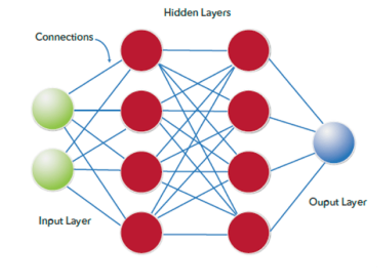 Hidden Layers
Connections
Input Layer
Ouput Layer